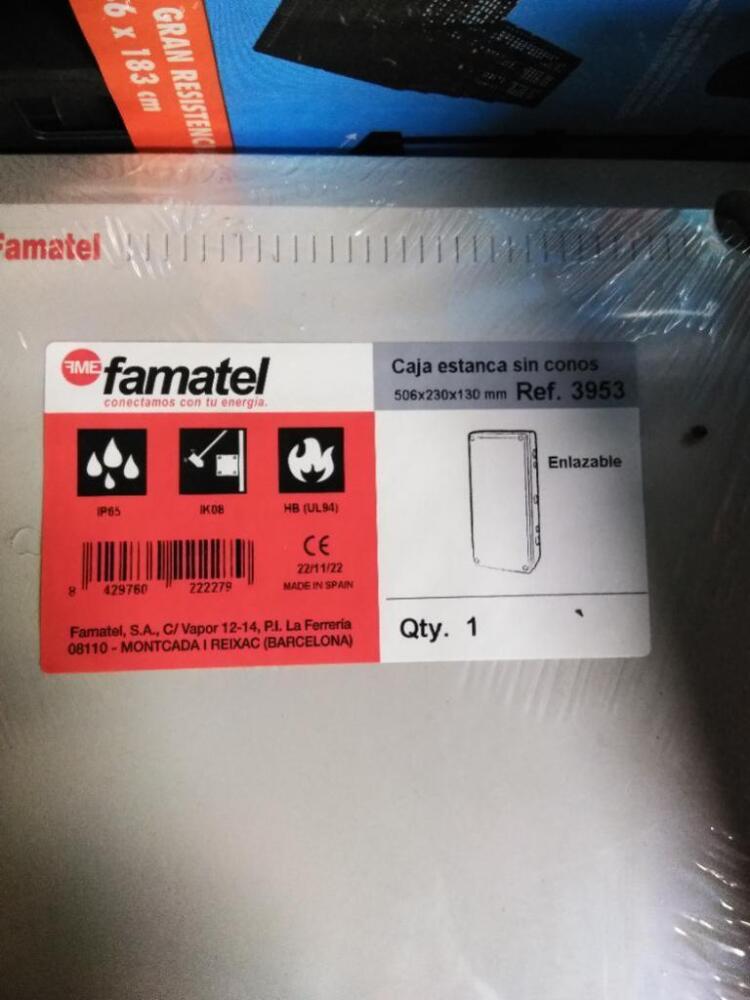 GRAN RESISTENC
6 x 183 cm
Famatel
FME famatel
conectamos con tu energía.
Caja estanca sin conos
506x230x130 mm Ref. 3953
Enlazable
IP65
IK08
HB (UL94)
CE
22/11/22
MADE IN SPAIN
8 429760 222279
Famatel, S.A., C/ Vapor 12-14, P.I. La Ferreria
08110 - MONTCADA I REIXAC (BARCELONA)
Qty. 1